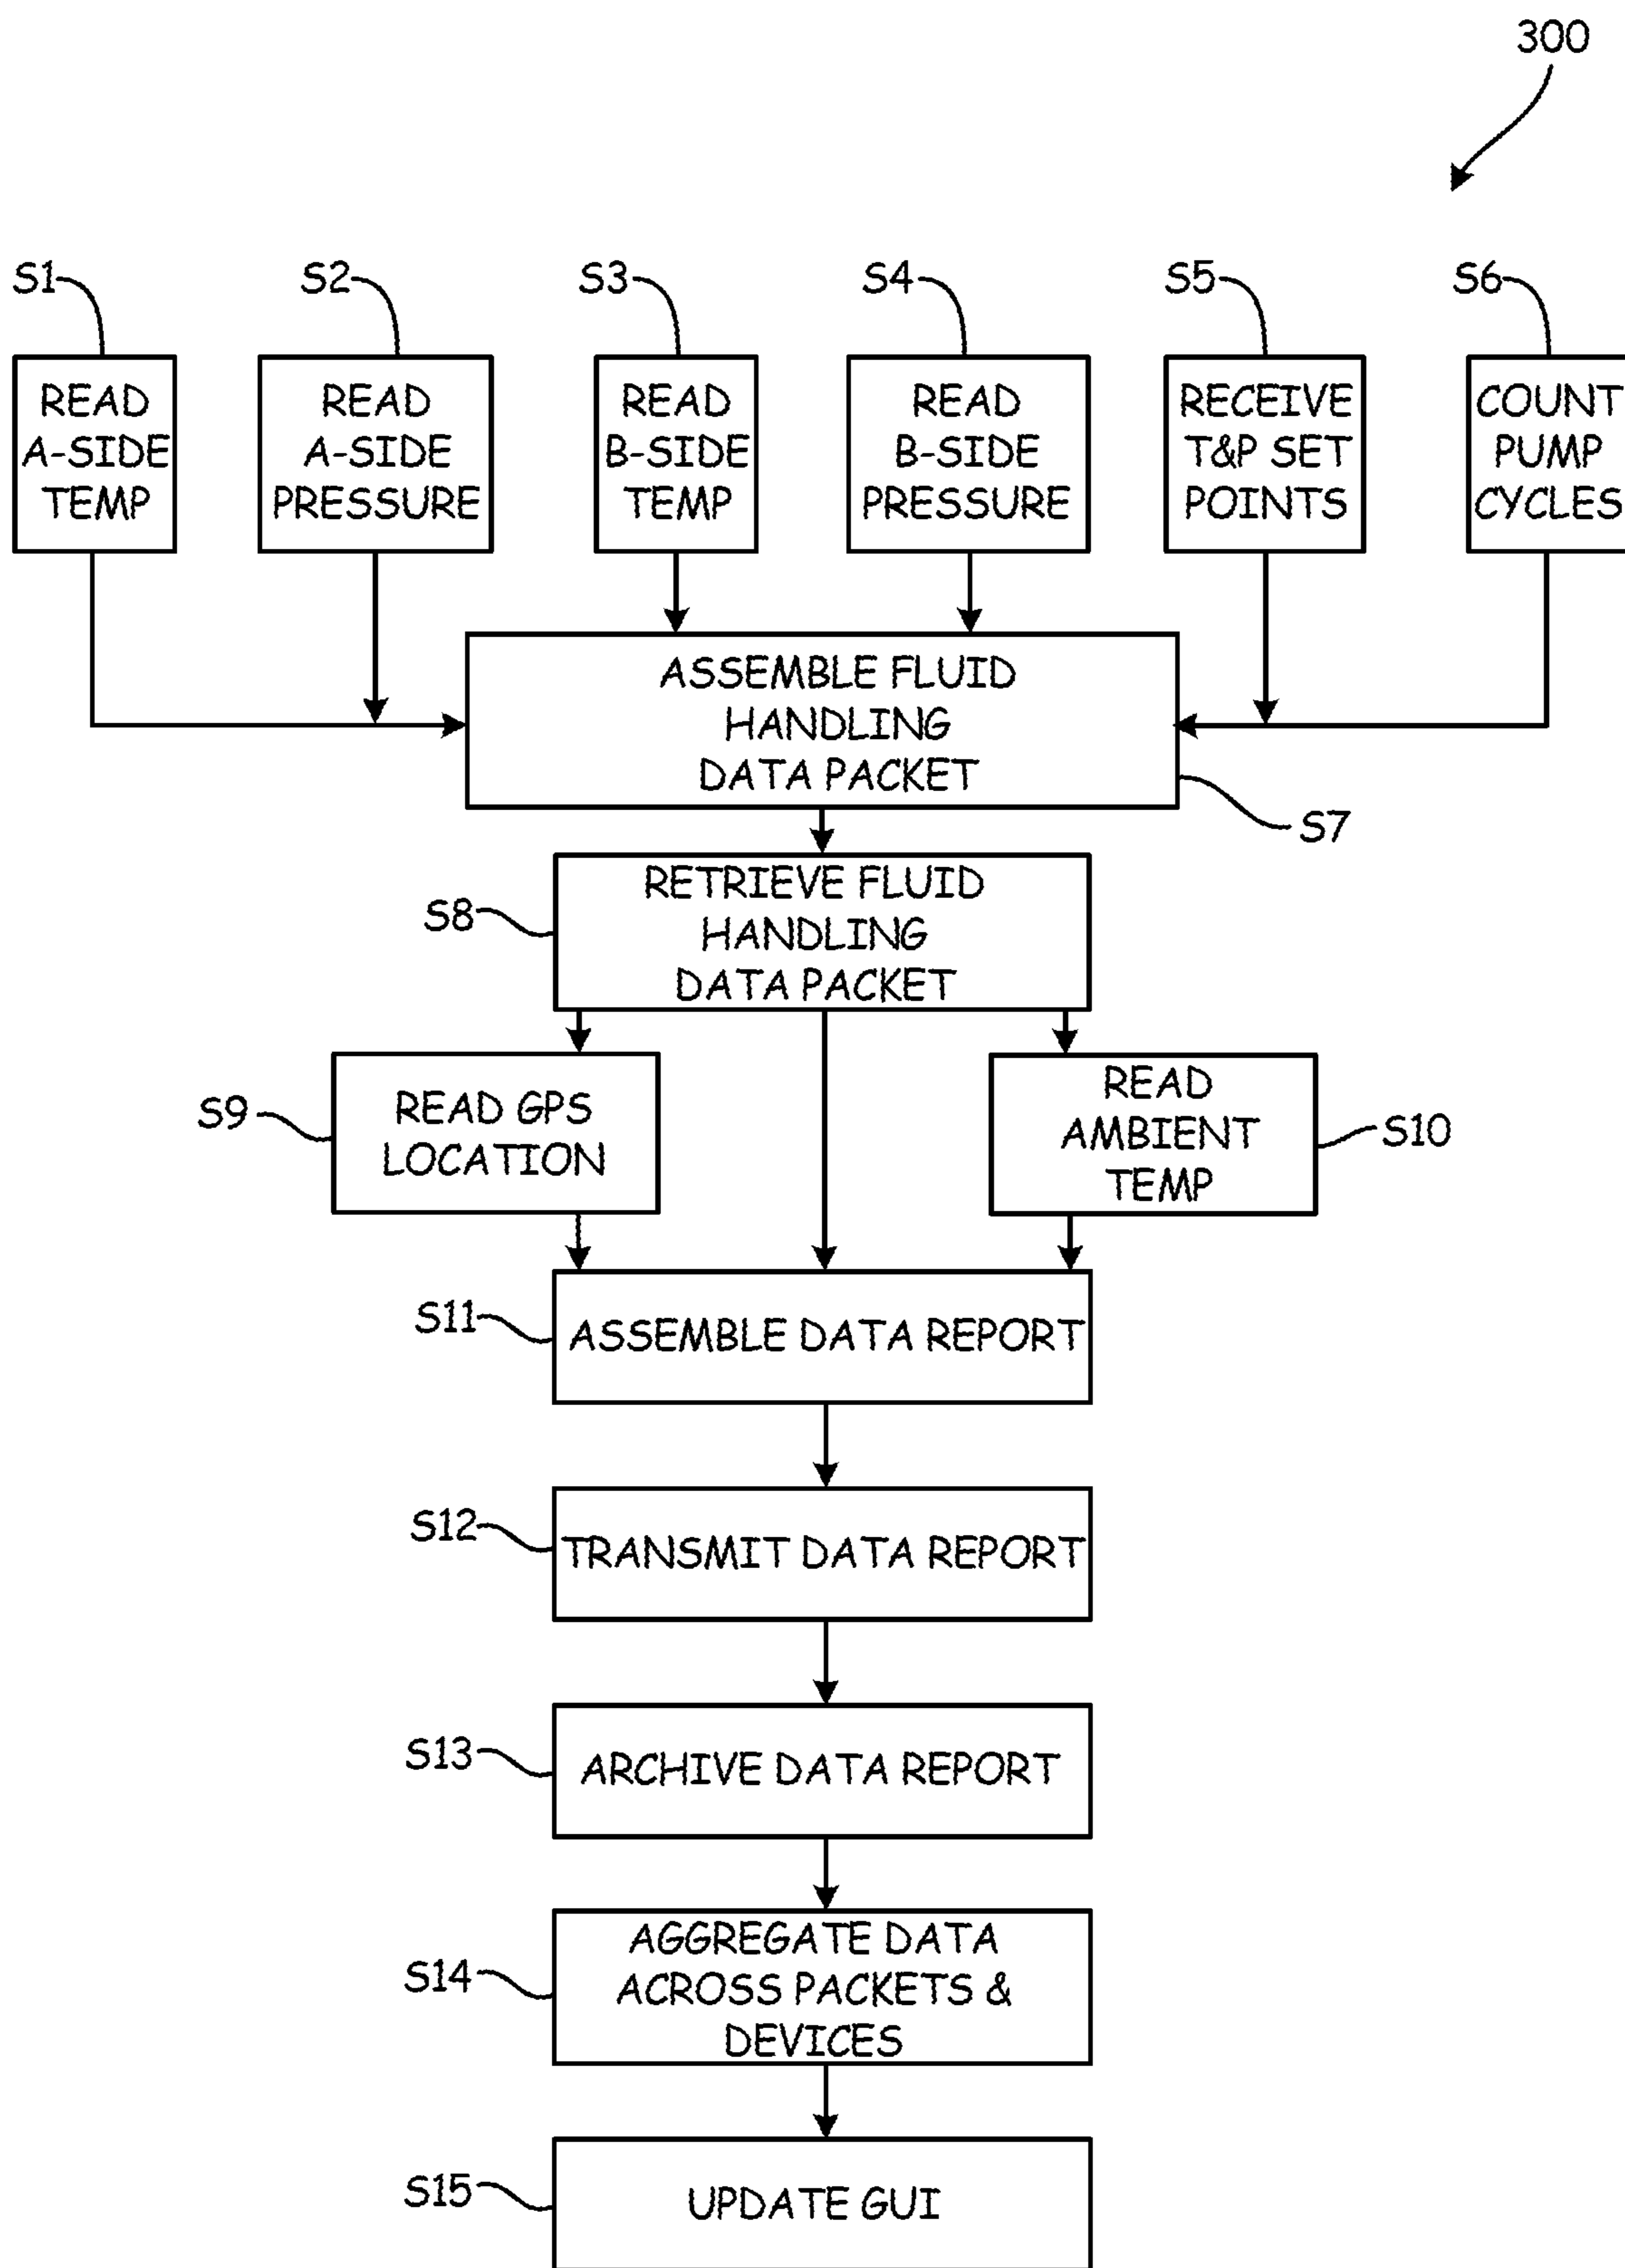 300
S1
S2
S3
S4
S5
S6
READ
A-SIDE
TEMP
READ
A-SIDE
PRESSURE
READ
B-SIDE
TEMP
READ
B-SIDE
PRESSURE
RECEIVE
T&P SET
POINTS
COUNT
PUMP
CYCLES
ASSEMBLE FLUID
HANDLING
DATA PACKET
S7
S8
RETRIEVE FLUID
HANDLING
DATA PACKET
S9
READ GPS
LOCATION
READ
AMBIENT
TEMP
S10
S11
ASSEMBLE DATA REPORT
S12
TRANSMIT DATA REPORT
S13
ARCHIVE DATA REPORT
S14
AGGREGATE DATA
ACROSS PACKETS &
DEVICES
S15
UPDATE GUI